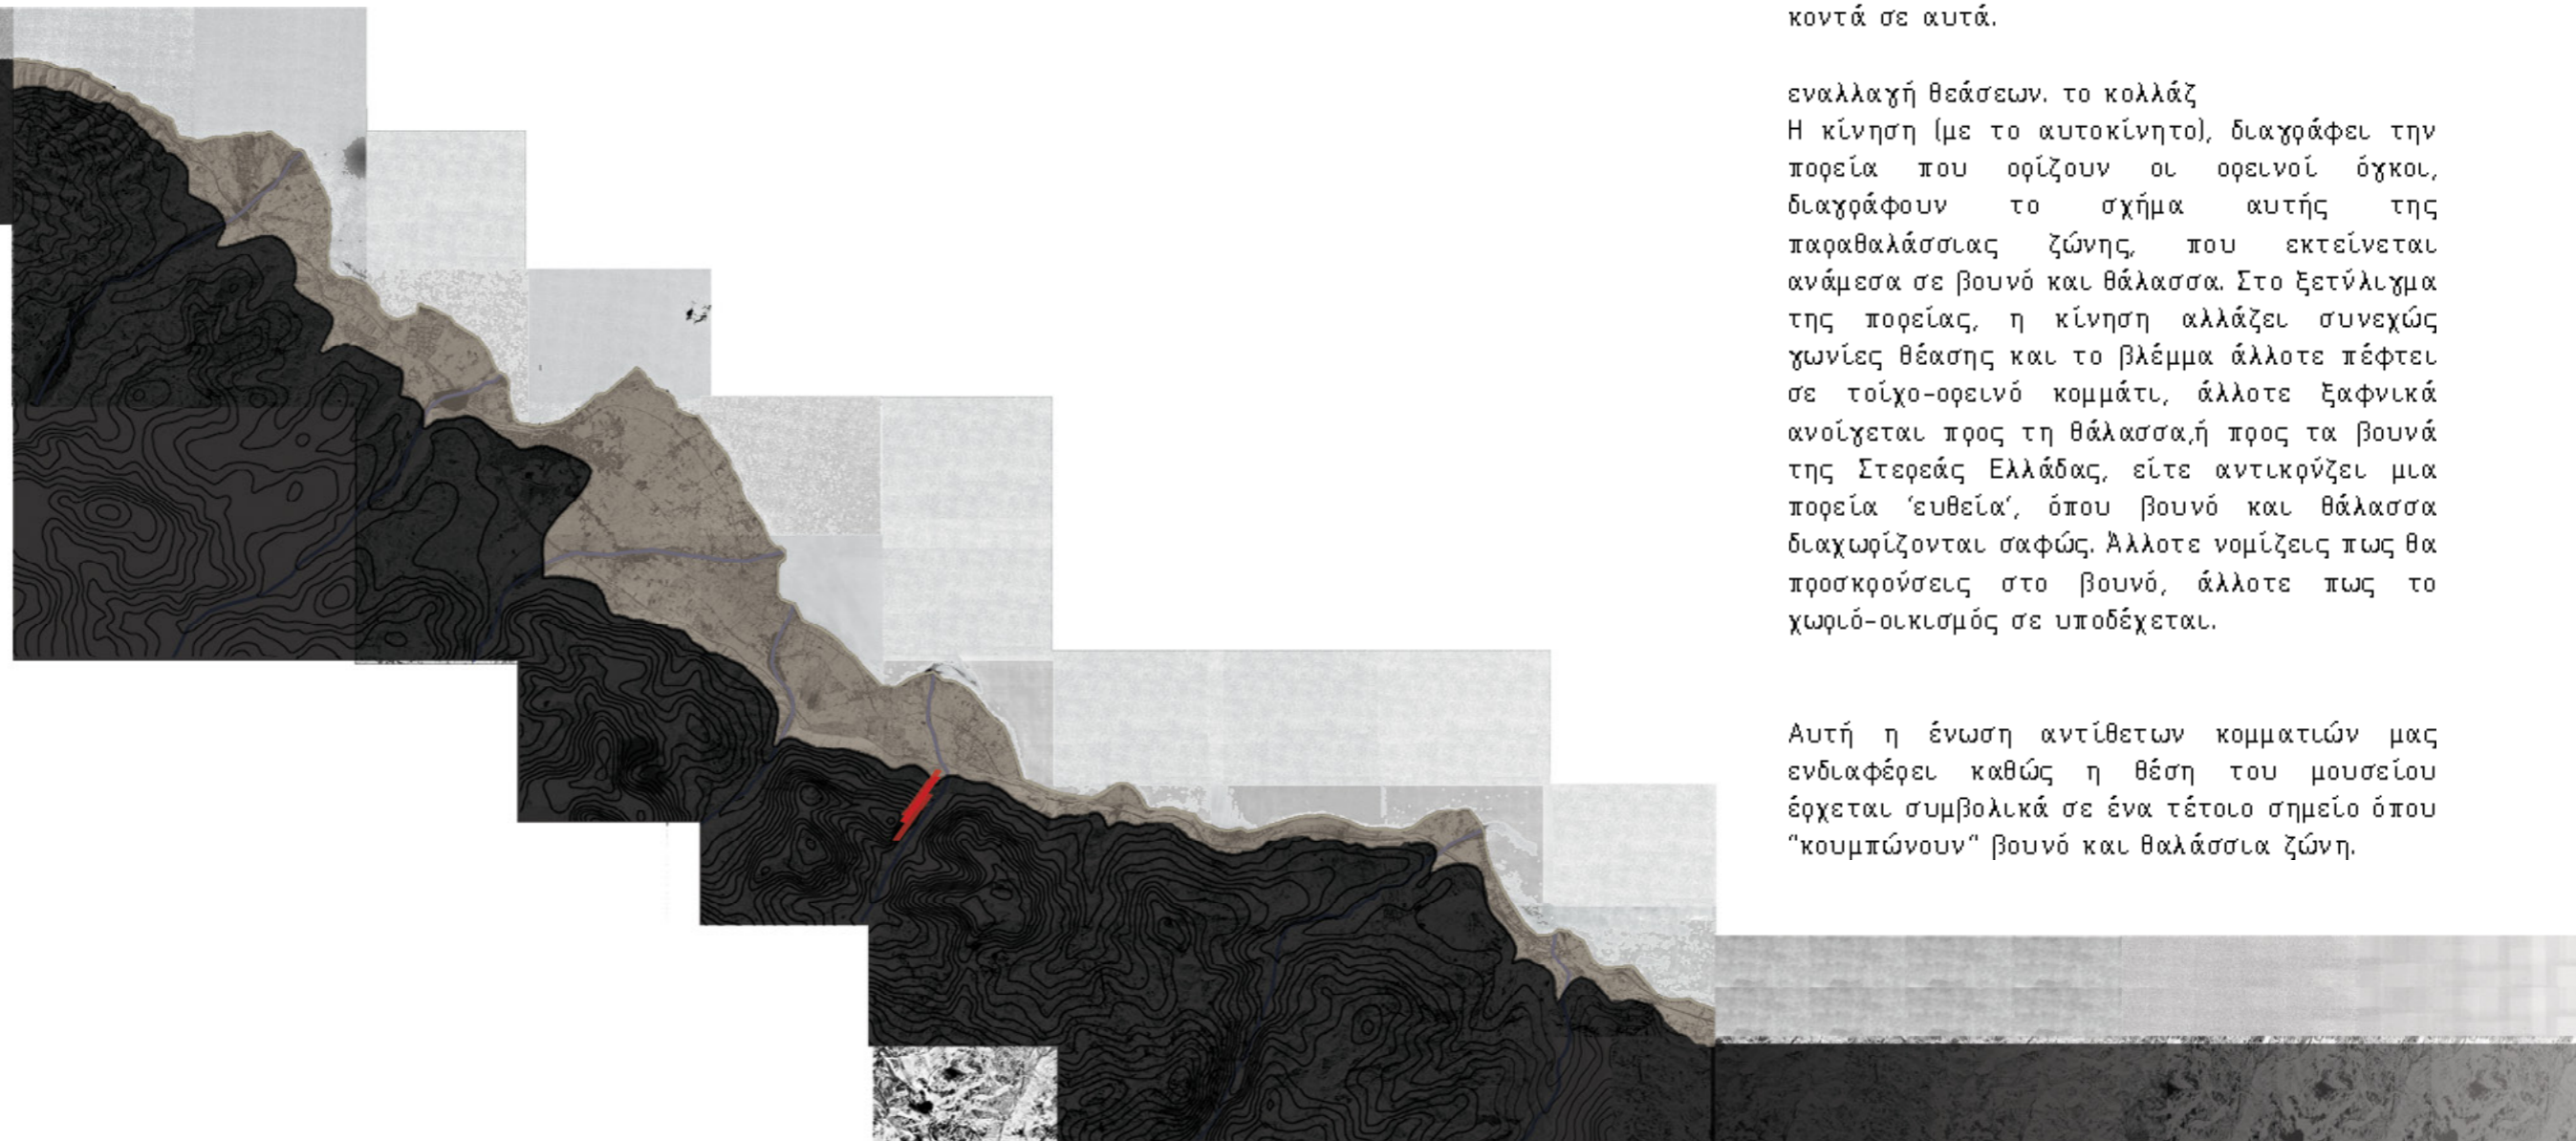 κοντά σε αυτά.
εναλλαγή θεάσεων. το κολλάζ
Η κίνηση (με το αυτοκίνητο), διαγράφει την
πορεία που ορίζουν οι ορεινοί όγκοι,
διαγράφουν το σχήμα αυτής της
παραθαλάσσιας ζώνης, που εκτείνεται
ανάμεσα σε βουνό και θάλασσα. Στο ξετύλιγμα
της πορείας, η κίνηση αλλάζει συνεχώς
γωνίες θέασης και το βλέμμα άλλοτε πέφτει
σε τοίχο-ορεινό κομμάτι, άλλοτε ξαφνικά
ανοίγεται προς τη θάλασσα,ή προς τα βουνά
της Στερεάς Ελλάδας, είτε αντικρύζει μια
πορεία ‘ευθεία‘, όπου βουνό και θάλασσα
διαχωρίζονται σαφώς. Άλλοτε νομίζεις πως θα
προσκρούσεις στο βουνό, άλλοτε πως το
χωριό-οικισμός σε υποδέχεται.
Αυτή η ένωση αντίθετων κομματιών μας
ενδιαφέρει καθώς η θέση του μουσείου
έρχεται συμβολικά σε ένα τέτοιο σημείο όπου
“κουμπώνουν“ βουνό και θαλάσσια ζώνη.